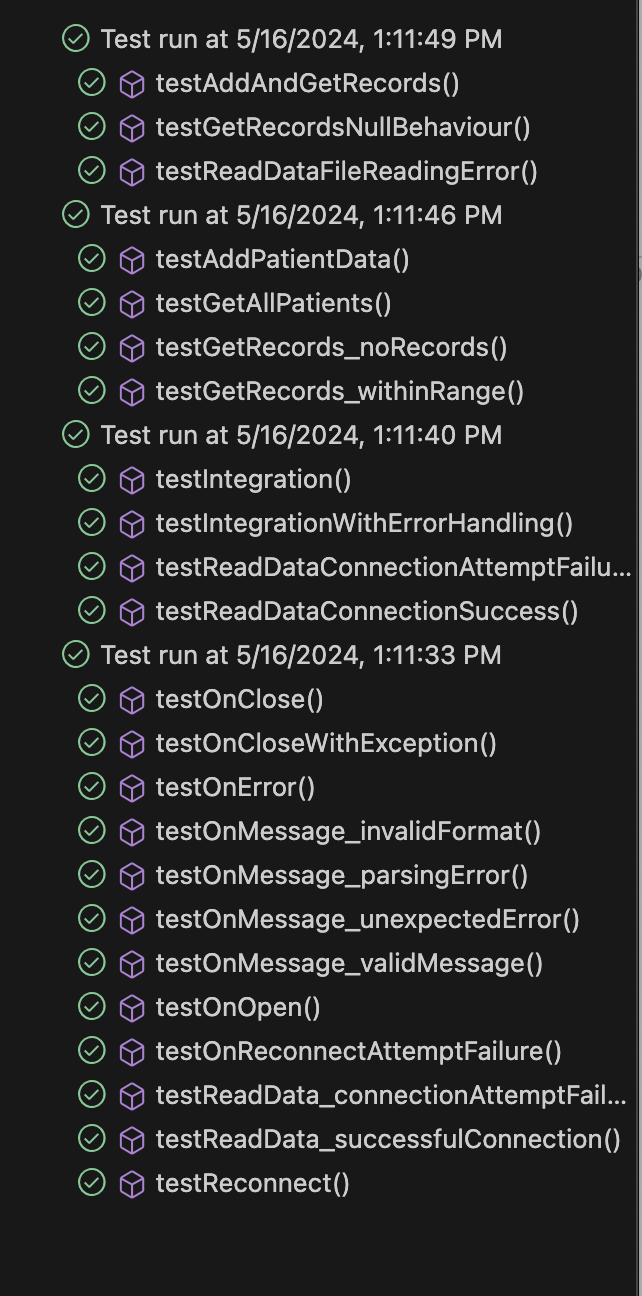 Test run at 5/16/2024, 1:11:49 PM
testAddAndGetRecords()
testGetRecordsNullBehaviour()
testReadDataFileReadingError()
Test run at 5/16/2024, 1:11:46 PM
testAddPatientData()
testGetAllPatients()
testGetRecords_noRecords()
testGetRecords_withinRange()
Test run at 5/16/2024, 1:11:40 PM
testIntegration()
testIntegrationWithErrorHandling()
testReadDataConnectionAttemptFailu...
testReadDataConnectionSuccess()
Test run at 5/16/2024, 1:11:33 PM
testOnClose()
testOnCloseWithException()
testOnError()
testOnMessage_invalidFormat()
testOnMessage_parsingError()
testOnMessage_unexpectedError()
testOnMessage_validMessage()
testOnOpen()
testOnReconnectAttemptFailure()
testReadData_connectionAttemptFail...
testReadData_successfulConnection()
testReconnect()